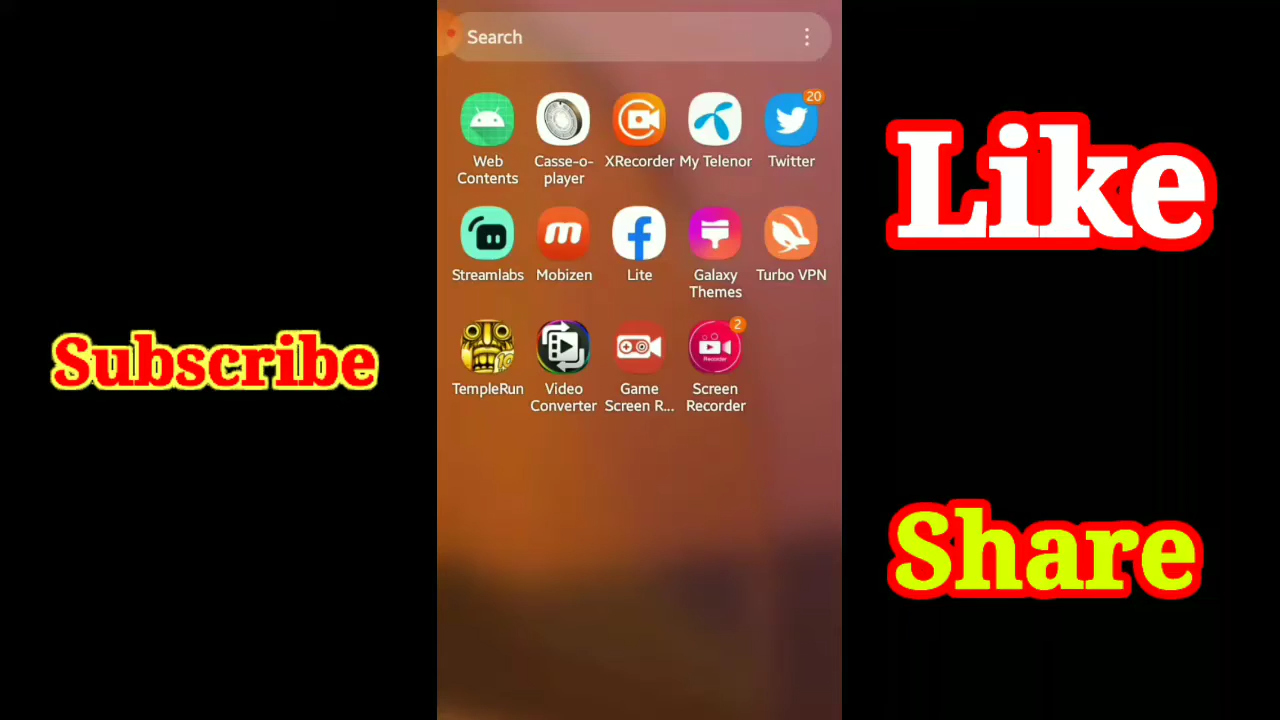 Search
20
Web Contents
Casse-o-player
XRecorder
My Telenor
Twitter
Streamlabs
Mobizen
Lite
Galaxy Themes
Turbo VPN
2
Recorder
TempleRun
Video Converter
Game Screen R...
Screen Recorder
Subscribe
Like
Share